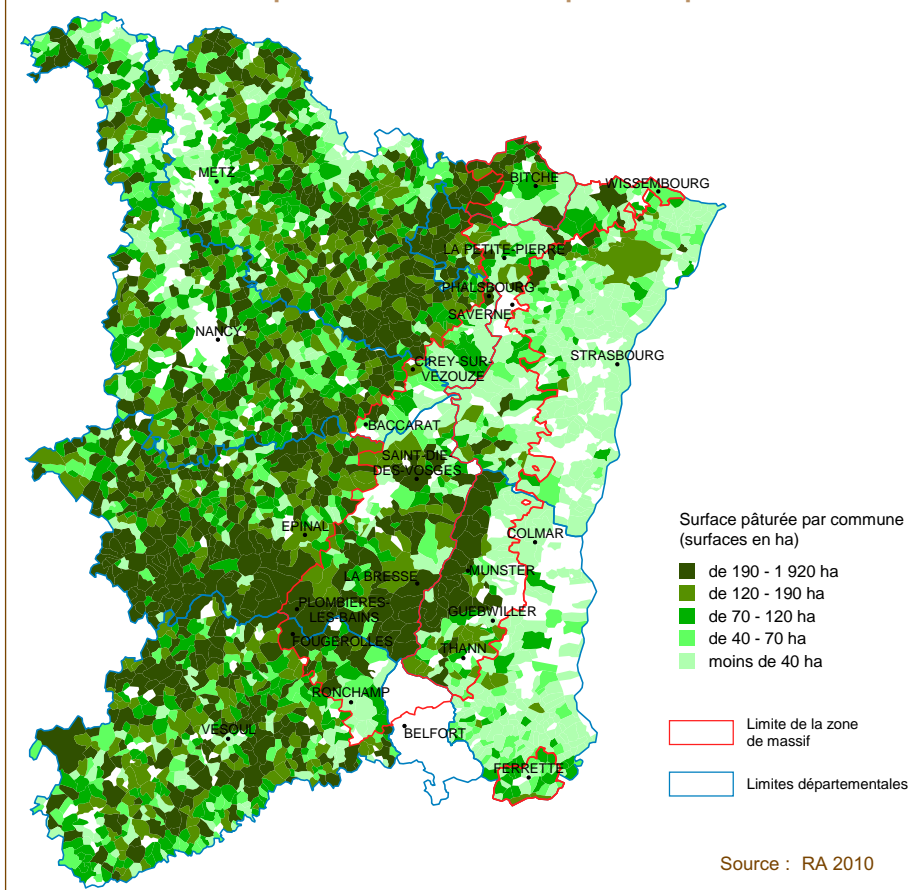 METZ
BITCHE
WISSEMBOURG
LA PETITE-PIERRE
PHALSBOURG
SAVERNE
NANCY
STRASBOURG
CIREY-SUR-
VEZOUZE
BACCARAT
SAINT-DIE-
DES-VOSGES
EPINAL
COLMAR
LA BRESSE
MUNSTER
PLOMBIERES-
LES-BAINS
GUEBWILLER
FOUGEROLLES
THANN
RONCHAMP
VESOUL
BELFORT
FERRETTE
Surface pâturée par commune
(surfaces en ha)
de 190 - 1 920 ha
de 120 - 190 ha
de 70 - 120 ha
de 40 - 70 ha
moins de 40 ha
Limite de la zone
de massif
Limites départementales
Source : RA 2010